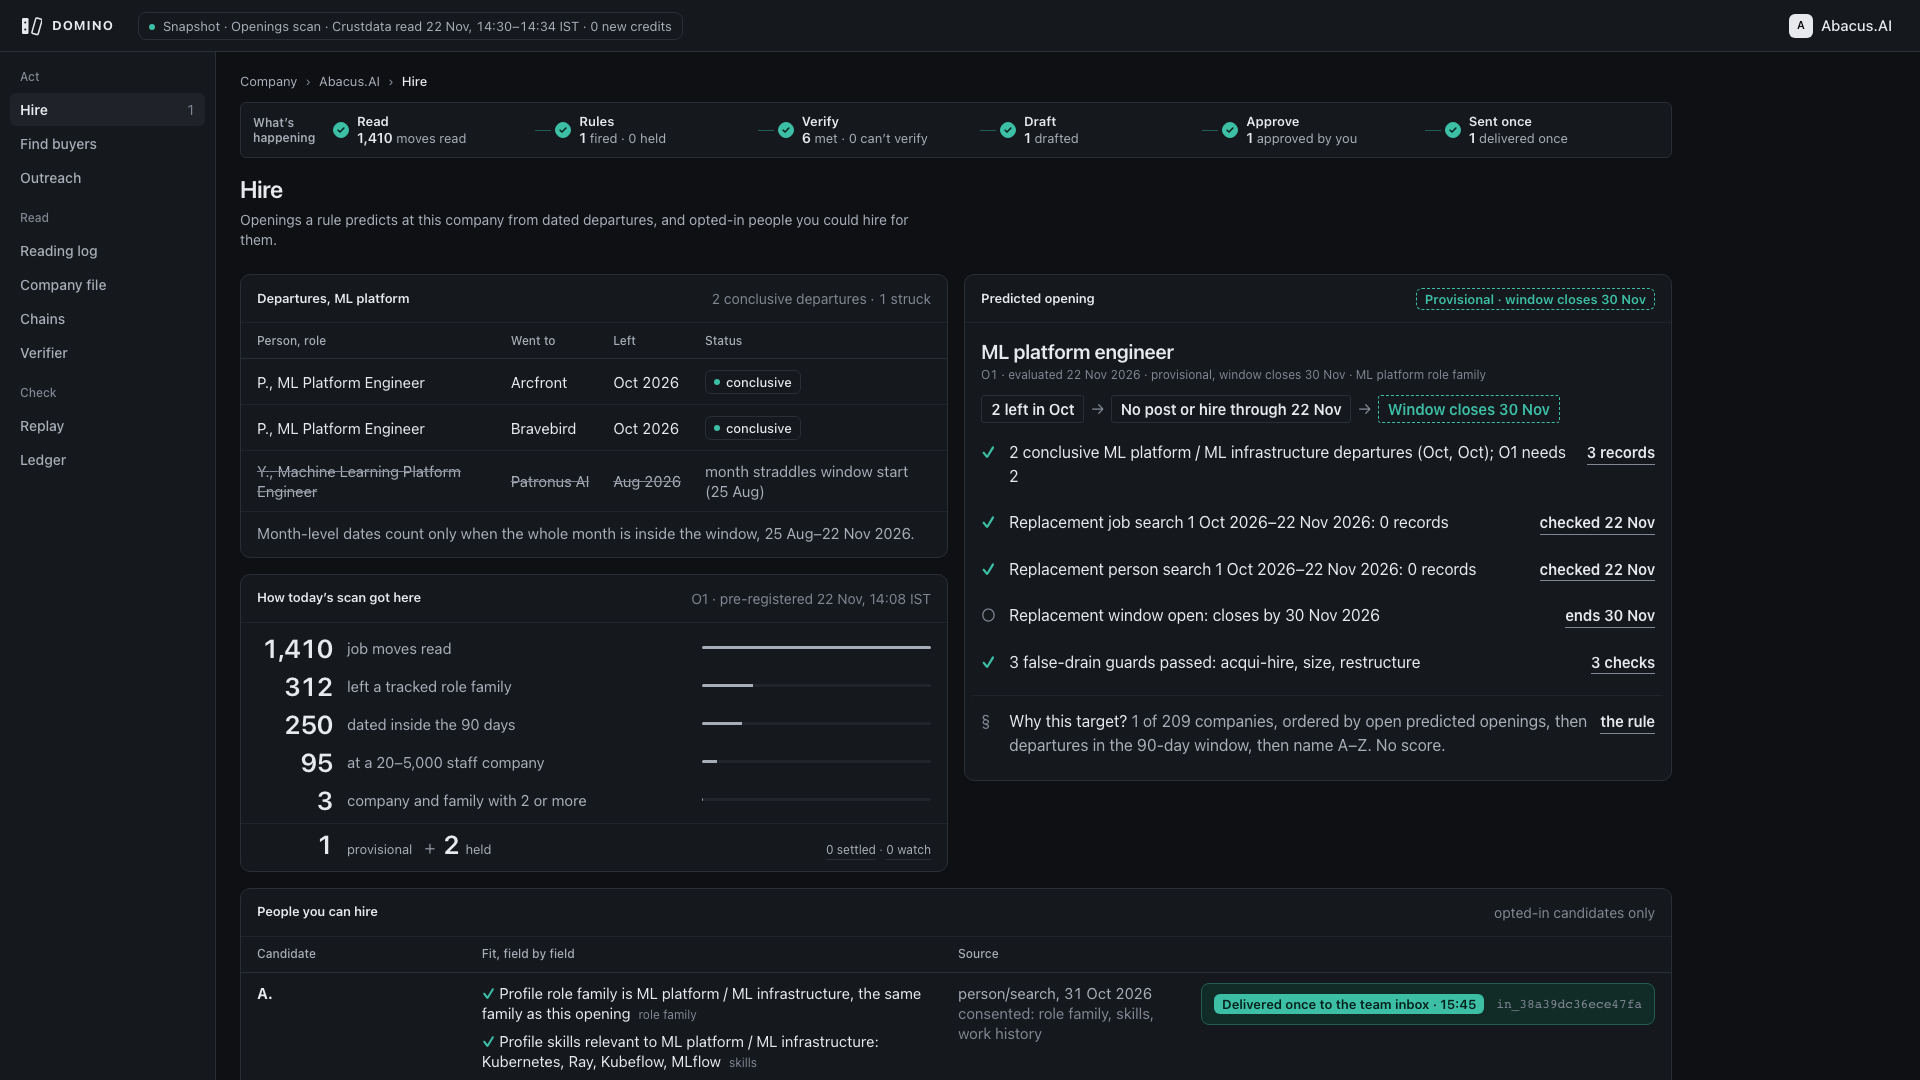 DOMINO
Snapshot · Openings scan · Crustdata read 22 Nov, 14:30–14:34 IST · 0 new credits
A
Abacus.AI
Act
Hire 1
Find buyers
Outreach
Read
Reading log
Company file
Chains
Verifier
Check
Replay
Ledger
Company › Abacus.AI › Hire
What's happening
Read
1,410 moves read
Rules
1 fired · 0 held
Verify
6 met · 0 can't verify
Draft
1 drafted
Approve
1 approved by you
Sent once
1 delivered once
Hire
Openings a rule predicts at this company from dated departures, and opted-in people you could hire for
them.
Departures, ML platform 2 conclusive departures · 1 struck
Person, role Went to Left Status
P., ML Platform Engineer Arcfront Oct 2026 conclusive
P., ML Platform Engineer Bravebird Oct 2026 conclusive
Y., Machine Learning Platform Engineer Patronus AI Aug 2026 month straddles window start (25 Aug)
Month-level dates count only when the whole month is inside the window, 25 Aug–22 Nov 2026.
How today's scan got here O1 · pre-registered 22 Nov, 14:08 IST
1,410 job moves read
312 left a tracked role family
250 dated inside the 90 days
95 at a 20–5,000 staff company
3 company and family with 2 or more
1 provisional + 2 held 0 settled · 0 watch
Predicted opening Provisional · window closes 30 Nov
ML platform engineer
O1 · evaluated 22 Nov 2026 · provisional, window closes 30 Nov · ML platform role family
2 left in Oct → No post or hire through 22 Nov → Window closes 30 Nov
2 conclusive ML platform / ML infrastructure departures (Oct, Oct); O1 needs 3 records
2
Replacement job search 1 Oct 2026–22 Nov 2026: 0 records checked 22 Nov
Replacement person search 1 Oct 2026–22 Nov 2026: 0 records checked 22 Nov
Replacement window open: closes by 30 Nov 2026 ends 30 Nov
3 false-drain guards passed: acqui-hire, size, restructure 3 checks
§ Why this target? 1 of 209 companies, ordered by open predicted openings, then the rule
departures in the 90-day window, then name A–Z. No score.
People you can hire opted-in candidates only
Candidate Fit, field by field Source
A.
Profile role family is ML platform / ML infrastructure, the same
family as this opening role family
Profile skills relevant to ML platform / ML infrastructure:
Kubernetes, Ray, Kubeflow, MLflow skills
person/search, 31 Oct 2026
consented: role family, skills,
work history
Delivered once to the team inbox · 15:45 in_38a39dc36ece47fa